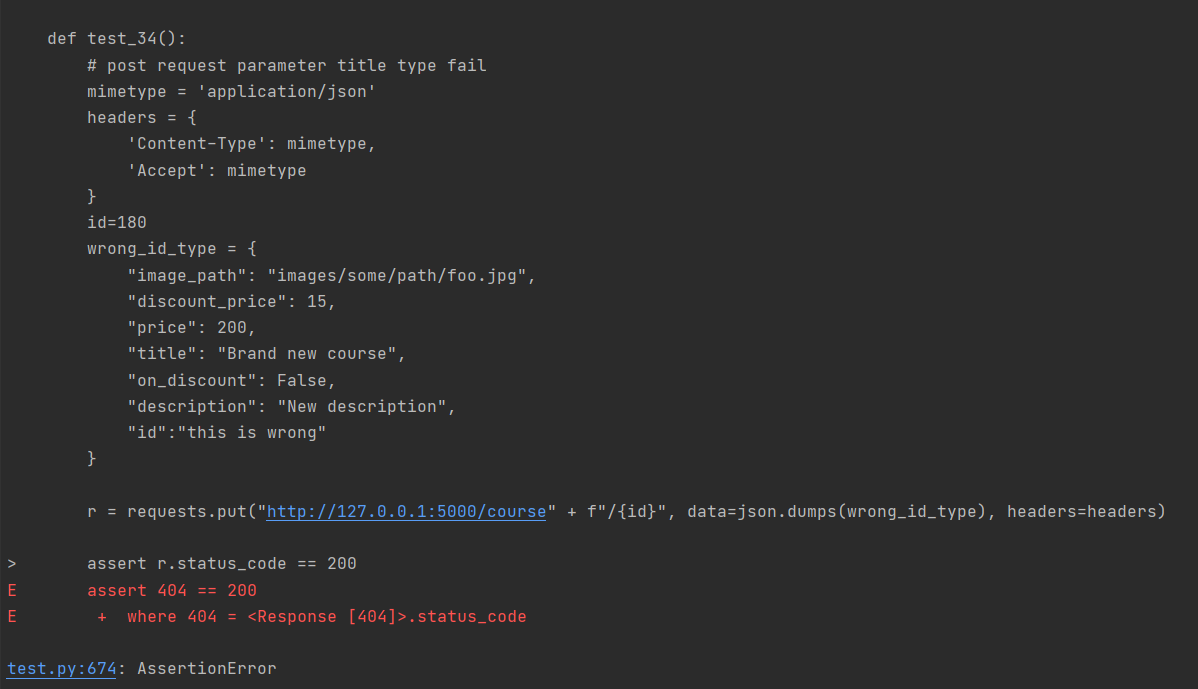 def test_34():
# post request parameter title type fail
mimetype = 'application/json'
headers = {
'Content-Type': mimetype,
'Accept': mimetype
}
id=180
wrong_id_type = {
"image_path": "images/some/path/foo.jpg",
"discount_price": 15,
"price": 200,
"title": "Brand new course",
"on_discount": False,
"description": "New description",
"id":"this is wrong"
}
r = requests.put("http://127.0.0.1:5000/course" + f"/{id}", data=json.dumps(wrong_id_type), headers=headers)
> assert r.status_code == 200
E assert 404 == 200
E + where 404 = <Response [404]>.status_code
test.py:674: AssertionError